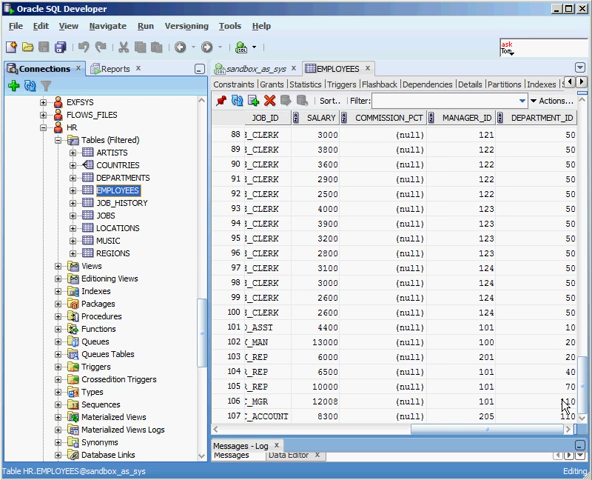 Oracle SQL Developer
File Edit View Navigate Run Versioning Tools Help
ask
Tom
Connections Reports
sandbox_as_sys EMPLOYEES
Constraints Grants Statistics Triggers Flashback Dependencies Details Partitions Indexes
Sort.. Filter: Actions...
EXFSYS
FLOWS_FILES
HR
Tables (Filtered)
ARTISTS
COUNTRIES
DEPARTMENTS
EMPLOYEES
JOB_HISTORY
JOBS
LOCATIONS
MUSIC
REGIONS
Views
Editioning Views
Indexes
Packages
Procedures
Functions
Queues
Queues Tables
Triggers
Crossedition Triggers
Types
Sequences
Materialized Views
Materialized Views Logs
Synonyms
Database Links
JOB_ID SALARY COMMISSION_PCT MANAGER_ID DEPARTMENT_ID
88 _CLERK 3000 (null) 121 50
89 _CLERK 3800 (null) 122 50
90 _CLERK 3600 (null) 122 50
91 _CLERK 2900 (null) 122 50
92 _CLERK 2500 (null) 122 50
93 _CLERK 4000 (null) 123 50
94 _CLERK 3900 (null) 123 50
95 _CLERK 3200 (null) 123 50
96 _CLERK 2800 (null) 123 50
97 _CLERK 3100 (null) 124 50
98 _CLERK 3000 (null) 124 50
99 _CLERK 2600 (null) 124 50
100 _CLERK 2600 (null) 124 50
101 _ASST 4400 (null) 101 10
102 _MAN 13000 (null) 100 20
103 _REP 6000 (null) 201 20
104 _REP 6500 (null) 101 40
105 _REP 10000 (null) 101 70
106 _MGR 12008 (null) 101 110
107 _ACCOUNT 8300 (null) 205 110
Messages - Log
Messages Data Editor
Table HR.EMPLOYEES@sandbox_as_sys Editing